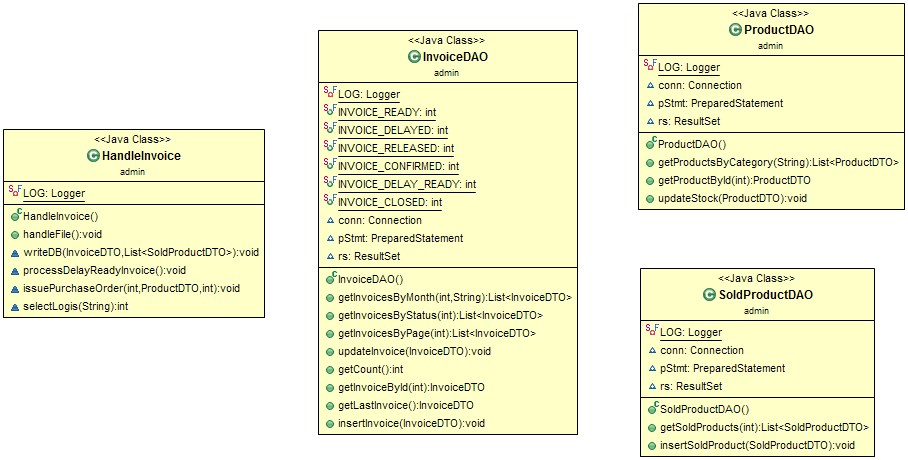 <<Java Class>>
HandleInvoice
admin
LOG: Logger
HandleInvoice()
handleFile():void
writeDB(InvoiceDTO,List<SoldProductDTO>):void
processDelayReadyInvoice():void
issuePurchaseOrder(int,ProductDTO,int):void
selectLogis(String):int
<<Java Class>>
InvoiceDAO
admin
LOG: Logger
INVOICE_READY: int
INVOICE_DELAYED: int
INVOICE_RELEASED: int
INVOICE_CONFIRMED: int
INVOICE_DELAY_READY: int
INVOICE_CLOSED: int
conn: Connection
pStmt: PreparedStatement
rs: ResultSet
InvoiceDAO()
getInvoicesByMonth(int,String):List<InvoiceDTO>
getInvoicesByStatus(int):List<InvoiceDTO>
getInvoicesByPage(int):List<InvoiceDTO>
updateInvoice(InvoiceDTO):void
getCount():int
getInvoiceById(int):InvoiceDTO
getLastInvoice():InvoiceDTO
insertInvoice(InvoiceDTO):void
<<Java Class>>
ProductDAO
admin
LOG: Logger
conn: Connection
pStmt: PreparedStatement
rs: ResultSet
ProductDAO()
getProductsByCategory(String):List<ProductDTO>
getProductById(int):ProductDTO
updateStock(ProductDTO):void
<<Java Class>>
SoldProductDAO
admin
LOG: Logger
conn: Connection
pStmt: PreparedStatement
rs: ResultSet
SoldProductDAO()
getSoldProducts(int):List<SoldProductDTO>
insertSoldProduct(SoldProductDTO):void